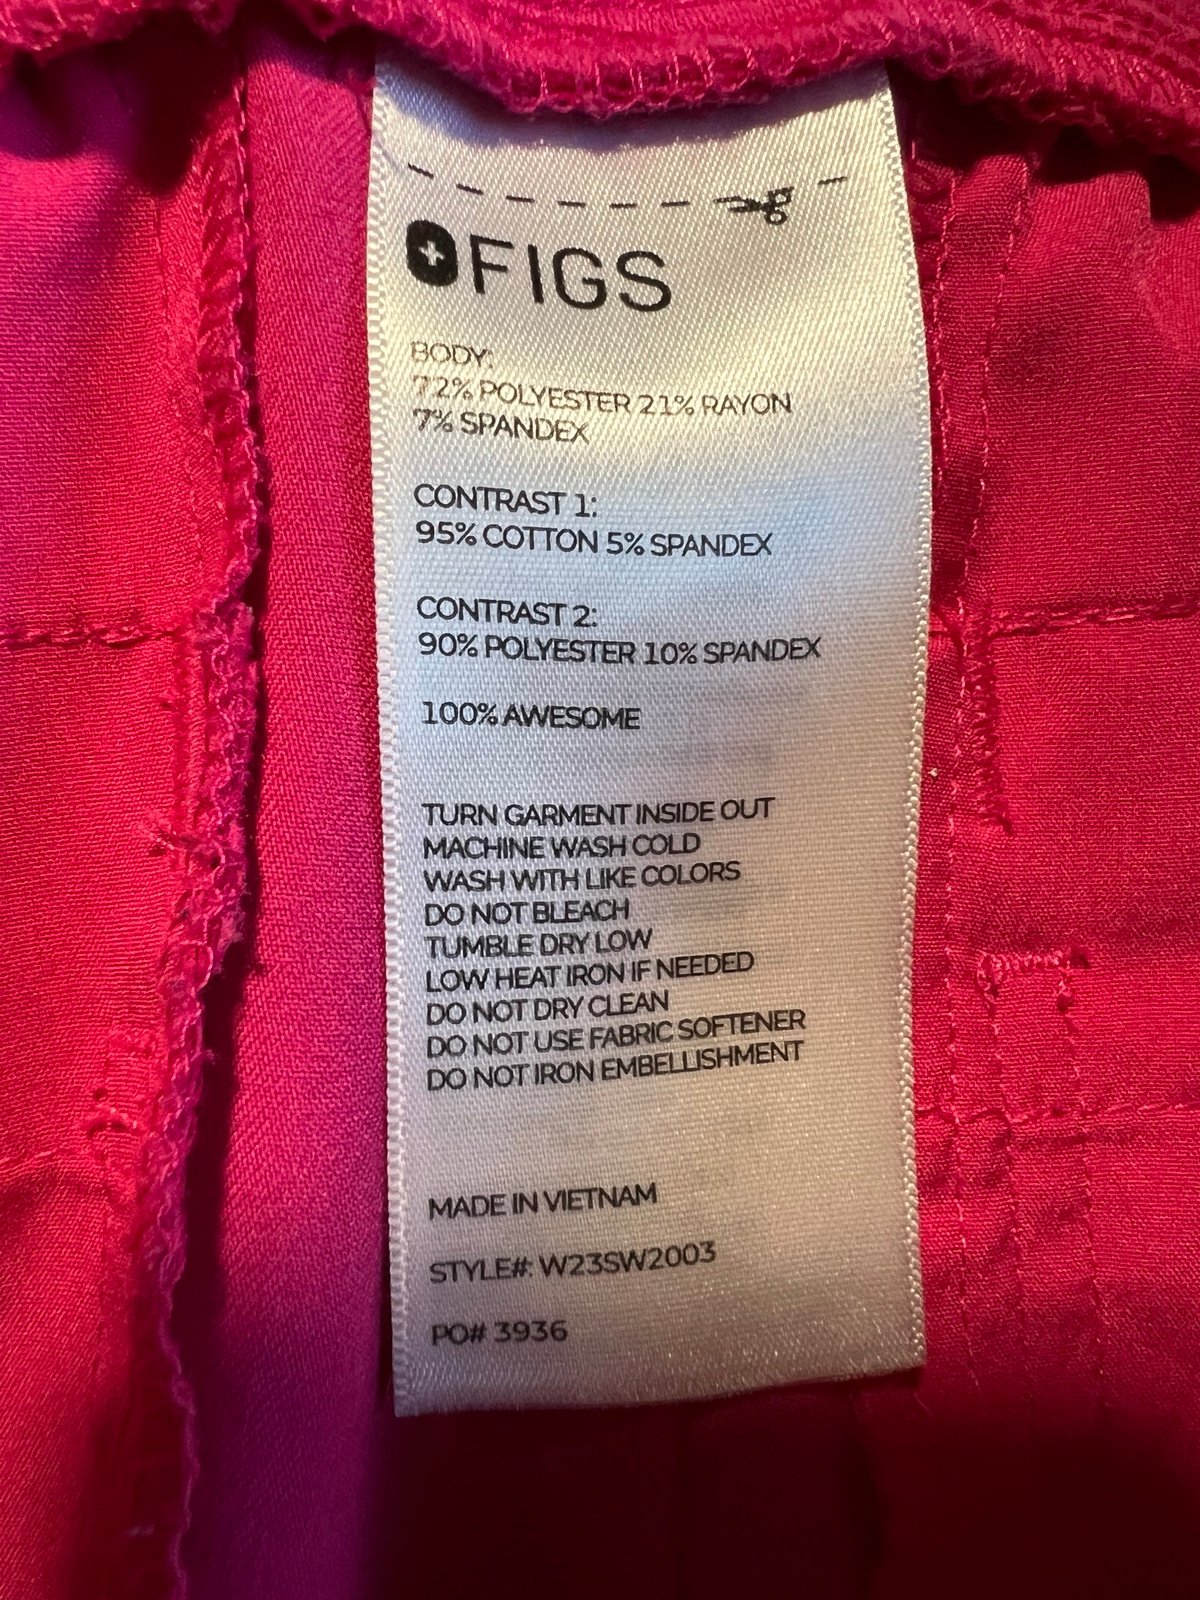 FIGS
BODY:
72% POLYESTER 21% RAYON
7% SPANDEX
CONTRAST 1:
95% COTTON 5% SPANDEX
CONTRAST 2:
90% POLYESTER 10% SPANDEX
100% AWESOME
TURN GARMENT INSIDE OUT
MACHINE WASH COLD
WASH WITH LIKE COLORS
DO NOT BLEACH
TUMBLE DRY LOW
LOW HEAT IRON IF NEEDED
DO NOT DRY CLEAN
DO NOT USE FABRIC SOFTENER
DO NOT IRON EMBELLISHMENT
MADE IN VIETNAM
STYLE#: W23SW2003
PO# 3936